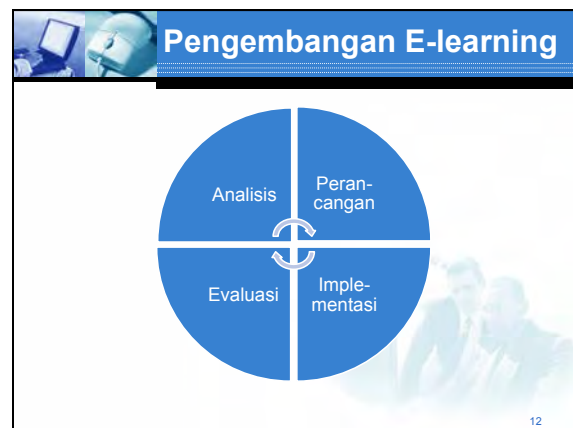 Pengembangan E-learning
Analisis
Peran-
cangan
Evaluasi
Imple-
mentasi
12